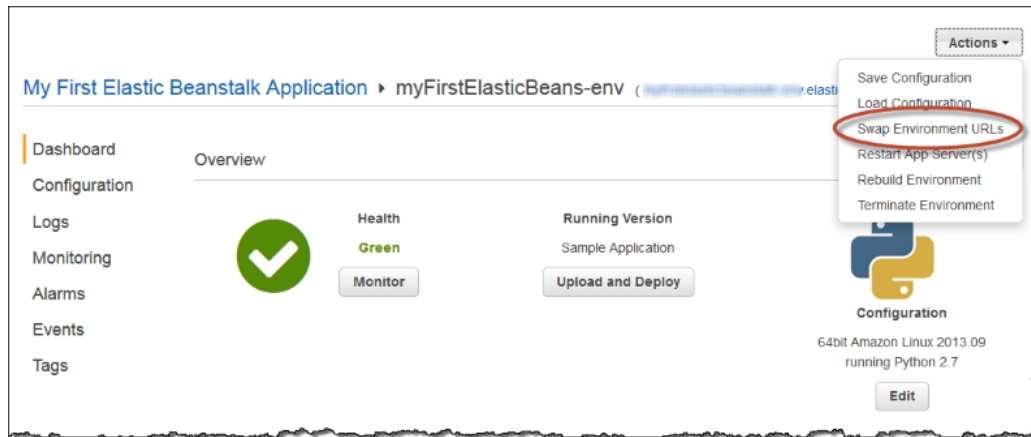 Actions
My First Elastic Beanstalk Application myFirstElasticBeans-env ( .elasti
Save Configuration
Load Configuration
Swap Environment URLs
Restart App Server(s)
Rebuild Environment
Terminate Environment
Dashboard
Configuration
Logs
Monitoring
Alarms
Events
Tags
Overview
Health
Green
Monitor
Running Version
Sample Application
Upload and Deploy
Configuration
64bit Amazon Linux 2013.09
running Python 2.7
Edit